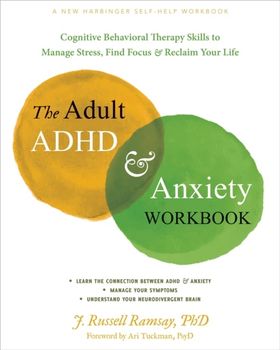 A NEW HARBINGER SELF-HELP WORKBOOK
Cognitive Behavioral Therapy Skills to
Manage Stress, Find Focus & Reclaim Your Life
The Adult
ADHD
&
Anxiety
WORKBOOK
• LEARN THE CONNECTION BETWEEN ADHD & ANXIETY
• MANAGE YOUR SYMPTOMS
• UNDERSTAND YOUR NEURODIVERGENT BRAIN
J. Russell Ramsay, PhD
Foreword by Ari Tuckman, PsyD